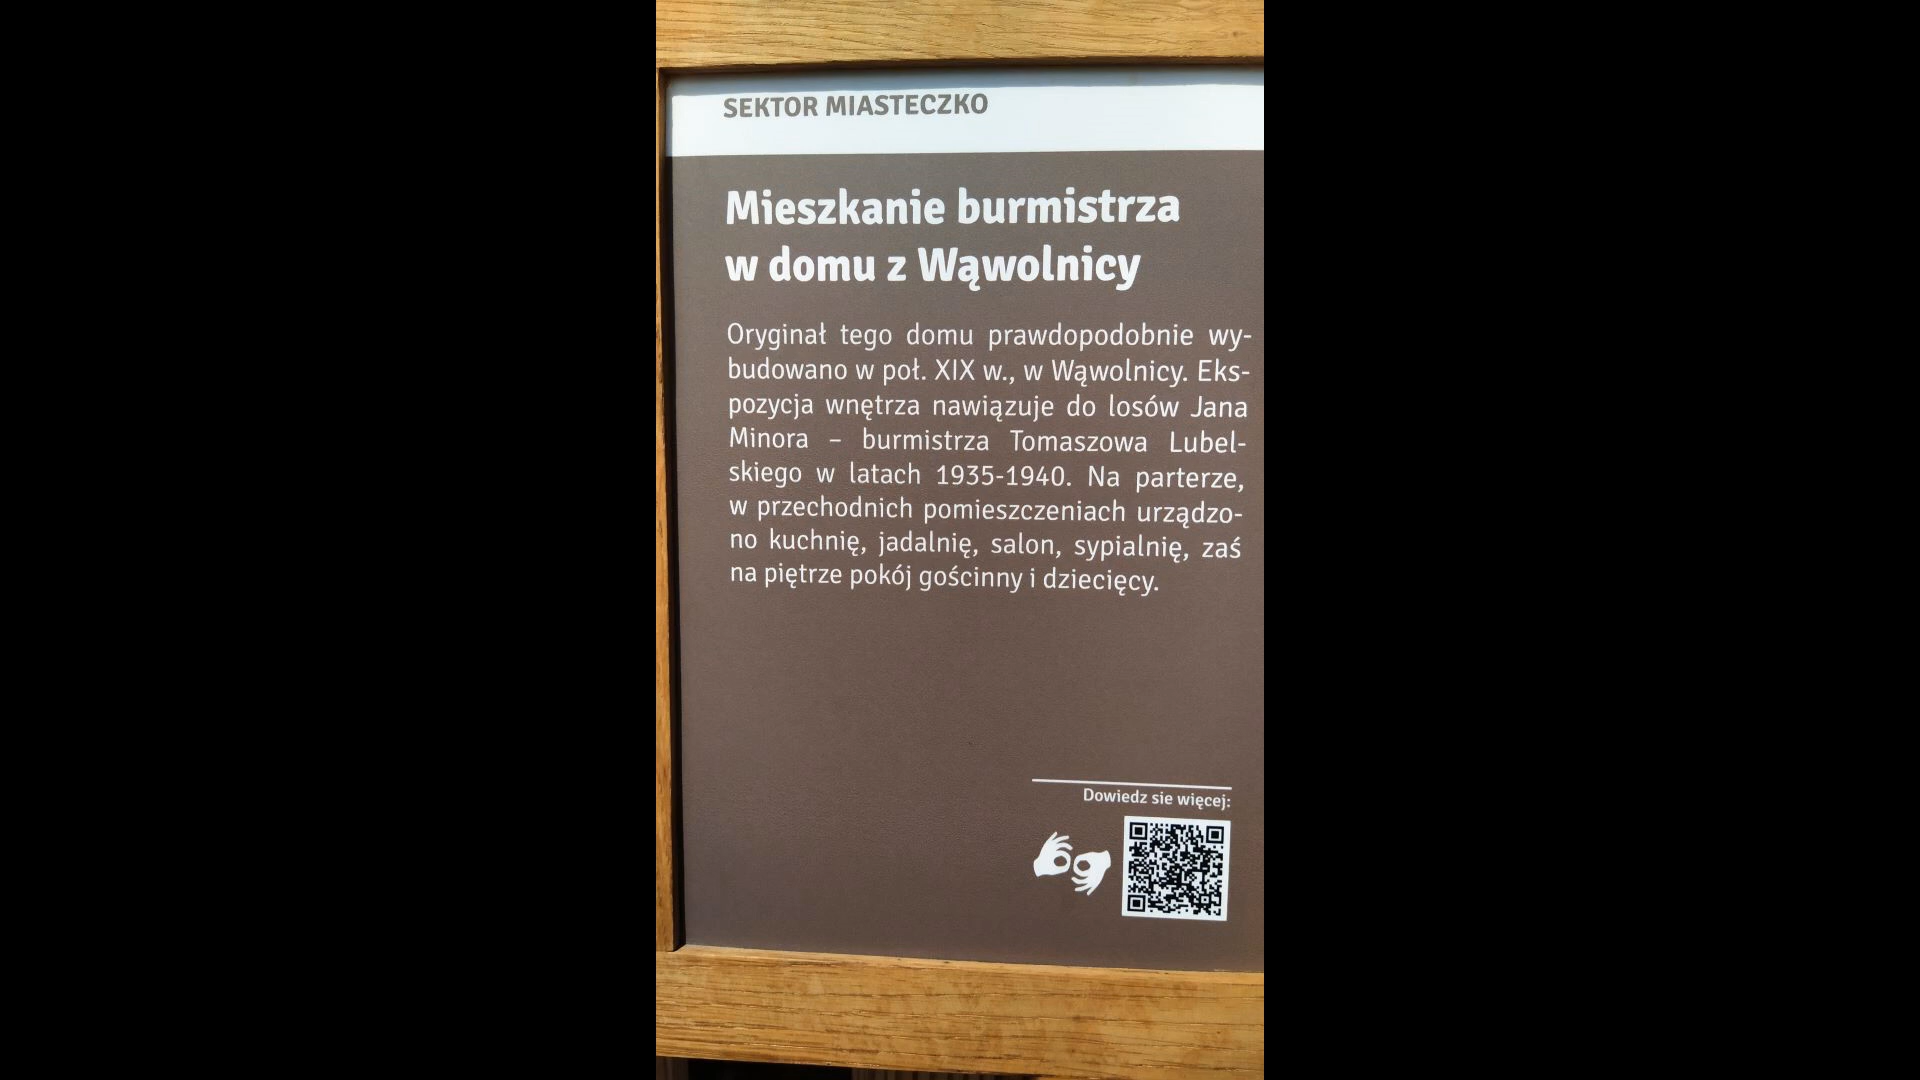 SEKTOR MIASTECZKO
Mieszkanie burmistrza
w domu z Wąwolnicy
Oryginał tego domu prawdopodobnie wy-
budowano w poł. XIX w., w Wąwolnicy. Eks-
pozycja wnętrza nawiązuje do losów Jana
Minora – burmistrza Tomaszowa Lubel-
skiego w latach 1935-1940. Na parterze,
w przechodnich pomieszczeniach urządzo-
no kuchnię, jadalnię, salon, sypialnię, zaś
na piętrze pokój gościnny i dziecięcy.
Dowiedz sie więcej: